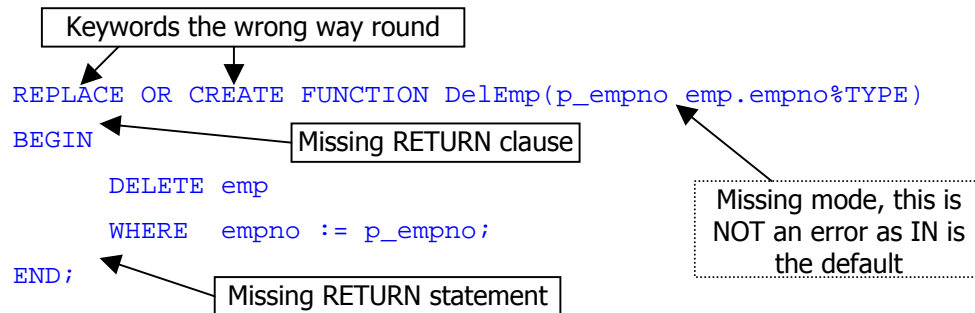 Keywords the wrong way round
REPLACE OR CREATE FUNCTION DelEmp(p_empno emp.empno%TYPE)
BEGIN
Missing RETURN clause
DELETE emp
WHERE empno := p_empno;
Missing mode, this is
NOT an error as IN is
the default
END;
Missing RETURN statement